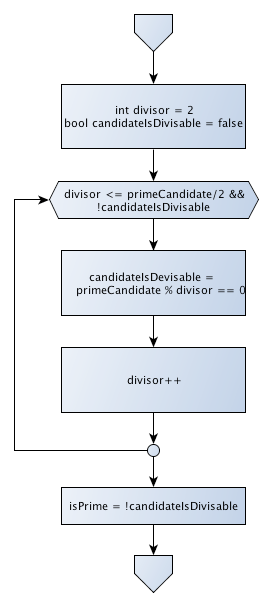 int divisor = 2
bool candidateIsDivisable = false
divisor <= primeCandidate/2 &&
!candidateIsDivisable
candidateIsDevisable =
primeCandidate % divisor == 0
divisor++
isPrime = !candidateIsDivisable